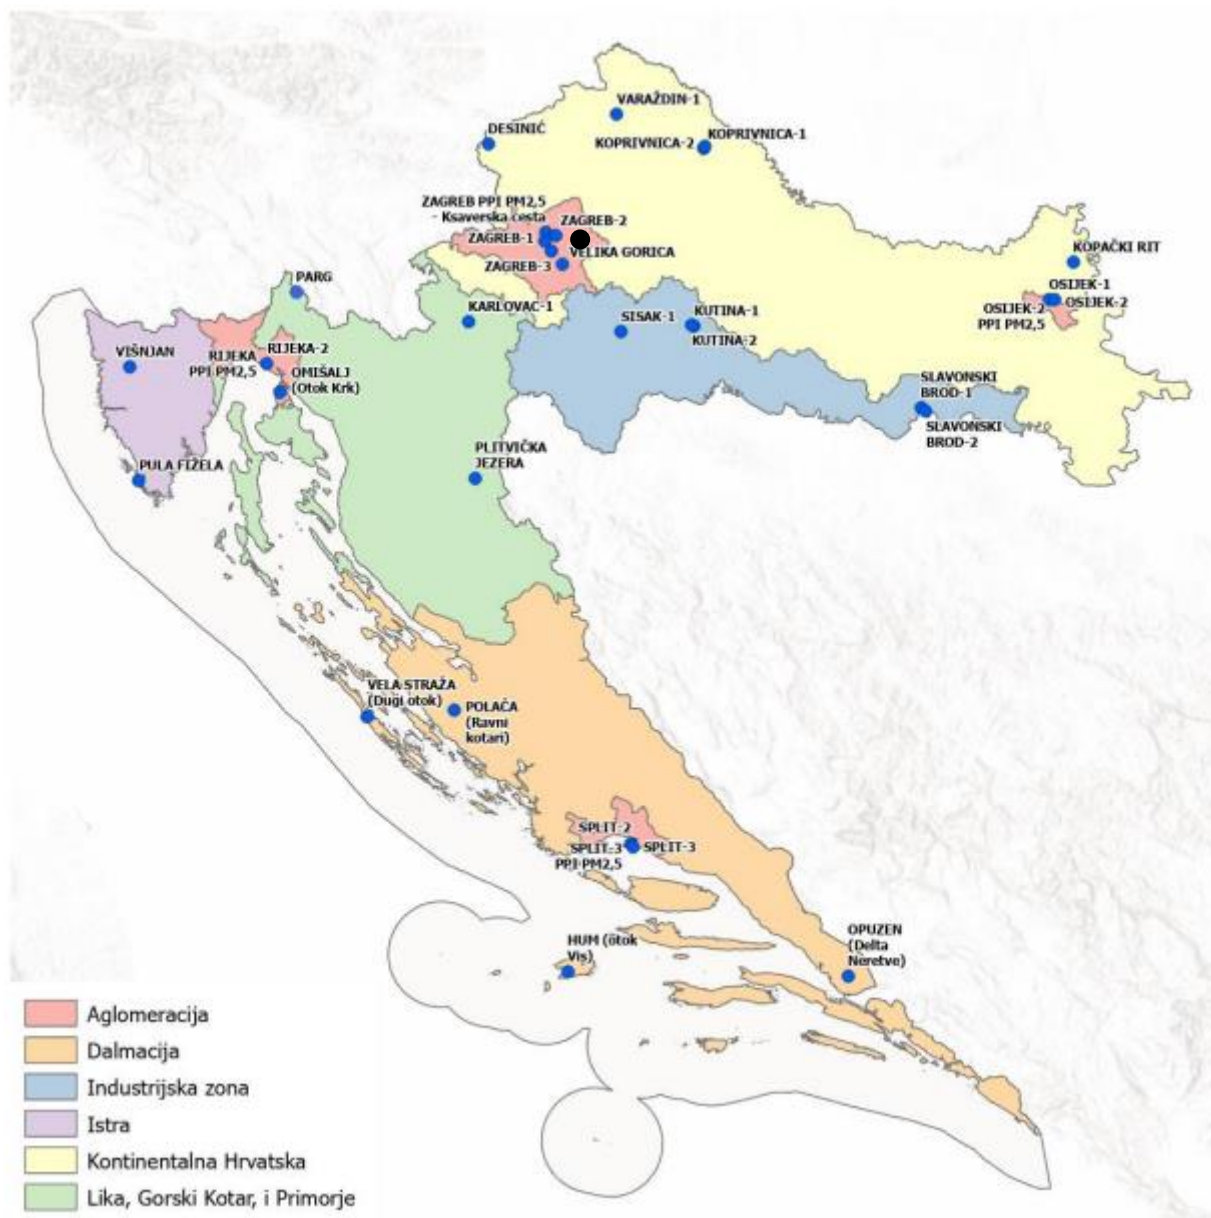 VARAŽDIN-1
DESINIĆ
KOPRIVNICA-1
KOPRIVNICA-2
ZAGREB PPI PM2,5
- Ksaverska cesta
ZAGREB-2
ZAGREB-1
VELIKA GORICA
ZAGREB-3
KOPAČKI RIT
OSIJEK-1
OSIJEK-2
OSIJEK-2
PPI PM2,5
PARG
KARLOVAC-1
SISAK-1
KUTINA-1
KUTINA-2
VIŠNJAN
RIJEKA
PPI PM2,5
RIJEKA-2
OMIŠALJ
(Otok Krk)
SLAVONSKI
BROD-1
SLAVONSKI
BROD-2
PULA FIŽELA
PLITVIČKA
JEZERA
VELA STRAŽA
(Dugi otok)
POLAČA
(Ravni
kotari)
SPLIT-2
SPLIT-3
PPI PM2,5
SPLIT-3
HUM (otok
Vis)
OPUZEN
(Delta
Neretve)
Aglomeracija
Dalmacija
Industrijska zona
Istra
Kontinentalna Hrvatska
Lika, Gorski Kotar, i Primorje